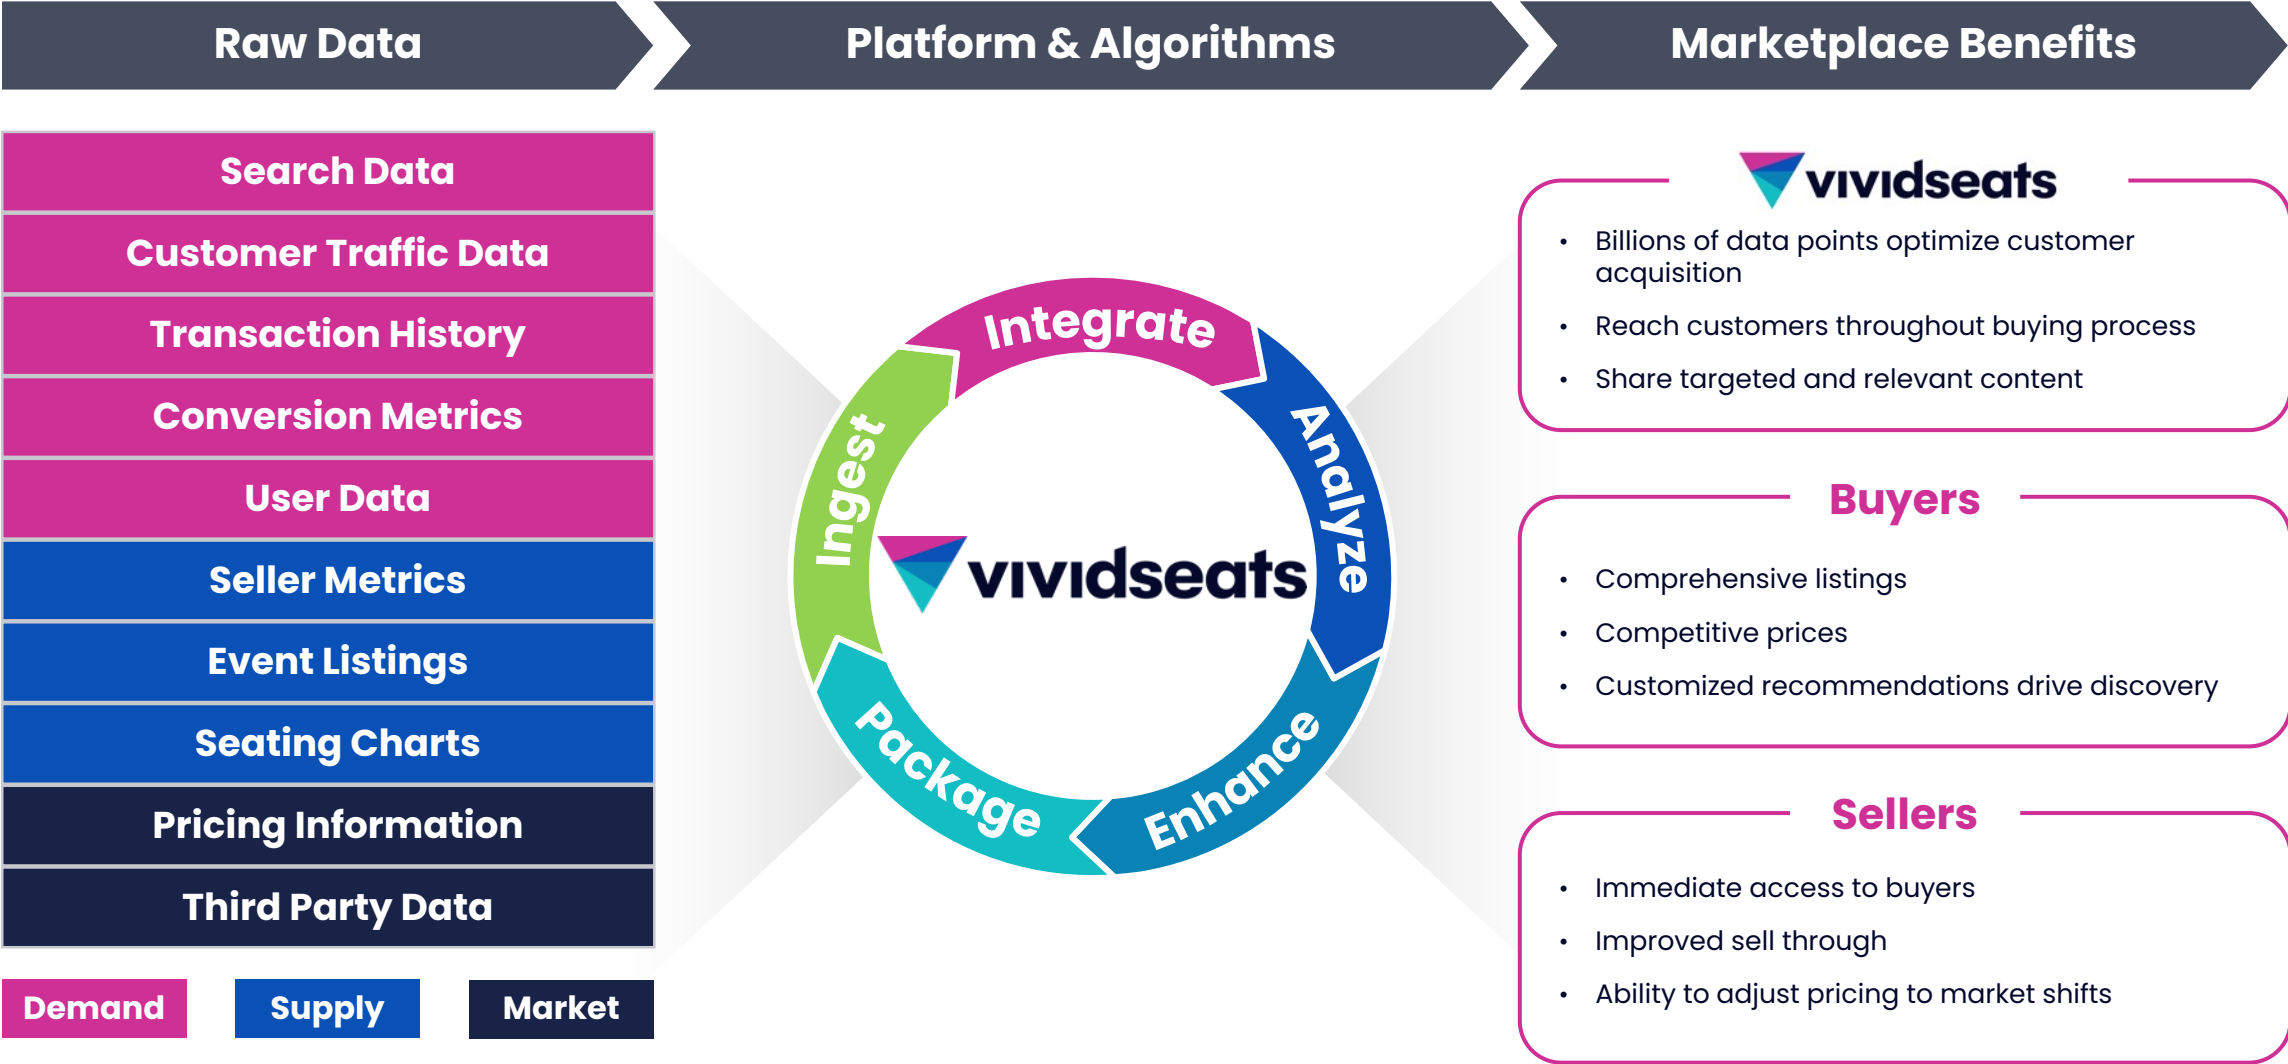 Raw Data
Platform & Algorithms
Marketplace Benefits
Search Data
Customer Traffic Data
Transaction History
Conversion Metrics
User Data
Seller Metrics
Event Listings
Seating Charts
Pricing Information
Third Party Data
Demand
Supply
Market
Ingest
Integrate
Analyze
Enhance
Package
vividseats
vividseats
• Billions of data points optimize customer
acquisition
• Reach customers throughout buying process
• Share targeted and relevant content
Buyers
• Comprehensive listings
• Competitive prices
• Customized recommendations drive discovery
Sellers
• Immediate access to buyers
• Improved sell through
• Ability to adjust pricing to market shifts